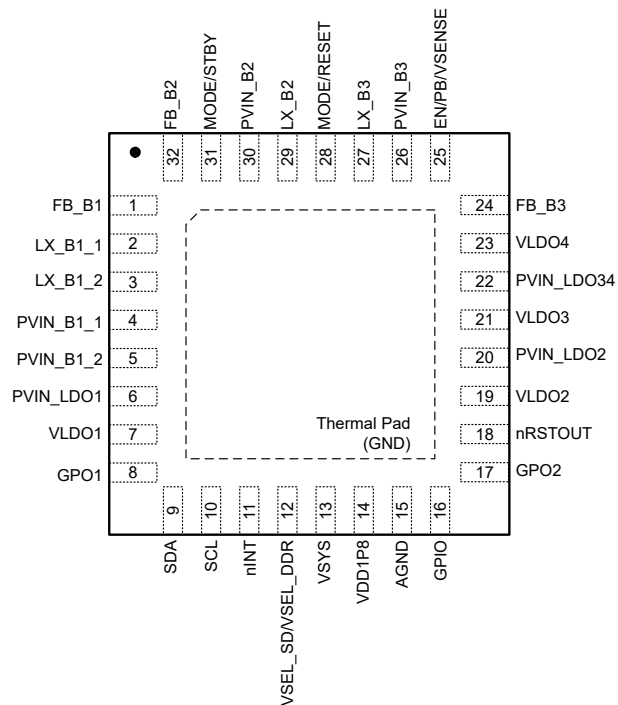 FB_B2
MODE/STBY
PVIN_B2
LX_B2
MODE/RESET
LX_B3
PVIN_B3
EN/PB/VSENSE
32
31
30
29
28
27
26
25
FB_B1 1
LX_B1_1 2
LX_B1_2 3
PVIN_B1_1 4
PVIN_B1_2 5
PVIN_LDO1 6
VLDO1 7
GPO1 8
24 FB_B3
23 VLDO4
22 PVIN_LDO34
21 VLDO3
20 PVIN_LDO2
19 VLDO2
18 nRSTOUT
17 GPO2
Thermal Pad
(GND)
9
10
11
12
13
14
15
16
SDA
SCL
nINT
VSEL_SD/VSEL_DDR
VSYS
VDD1P8
AGND
GPIO